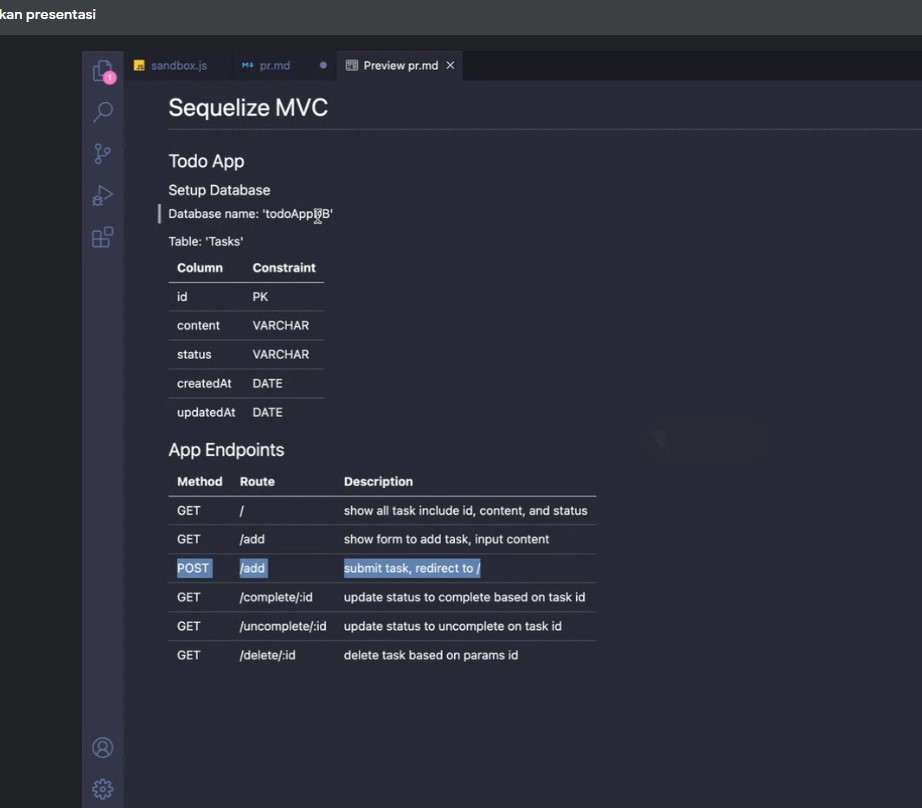 kan presentasi
1
JS sandbox.js
M↓ pr.md
Preview pr.md
Sequelize MVC
Todo App
Setup Database
Database name: 'todoAppDB'
Table: 'Tasks'
Column Constraint
id PK
content VARCHAR
status VARCHAR
createdAt DATE
updatedAt DATE
App Endpoints
Method Route Description
GET / show all task include id, content, and status
GET /add show form to add task, input content
POST /add submit task, redirect to /
GET /complete/:id update status to complete based on task id
GET /uncomplete/:id update status to uncomplete on task id
GET /delete/:id delete task based on params id